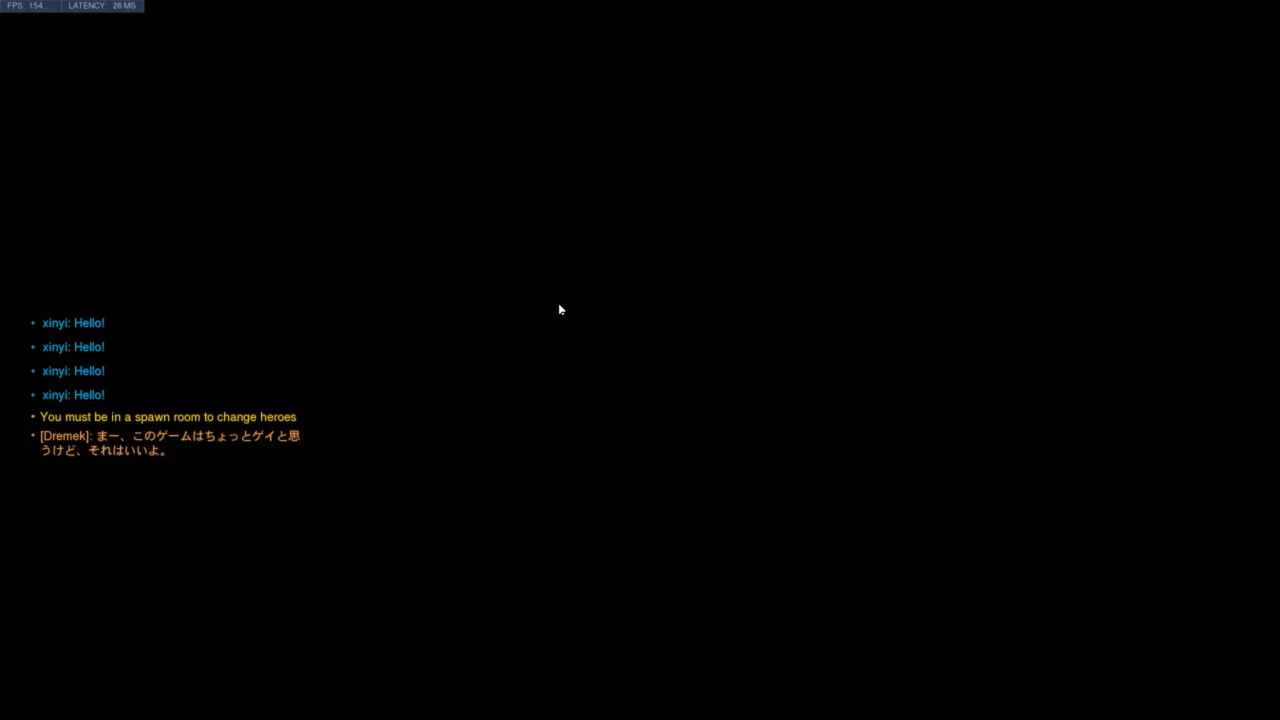 FPS: 154... LATENCY: 26 MS
• xinyi: Hello!
• xinyi: Hello!
• xinyi: Hello!
• xinyi: Hello!
• You must be in a spawn room to change heroes
• [Dremek]: まー、このゲームはちょっとゲイと思
うけど、それはいいよ。